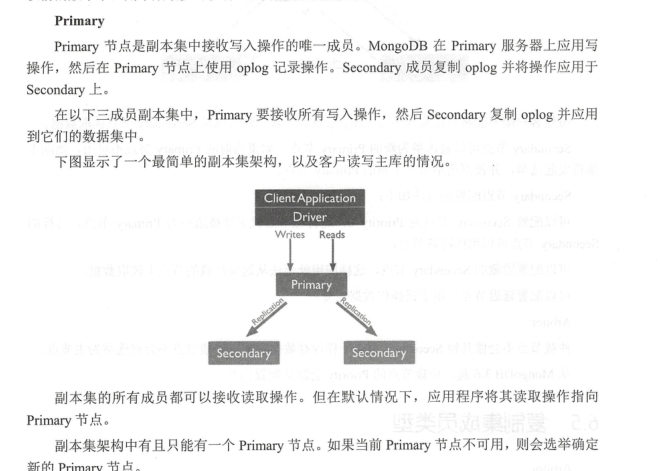 Primary
Primary 节点是副本集中接收写入操作的唯一成员。MongoDB 在 Primary 服务器上应用写
操作，然后在 Primary 节点上使用 oplog 记录操作。Secondary 成员复制 oplog 并将操作应用于
Secondary 上。
在以下三成员副本集中，Primary 要接收所有写入操作，然后 Secondary 复制 oplog 并应用
到它们的数据集中。
下图显示了一个最简单的副本集架构，以及客户读写主库的情况。
Client Application
Driver
Writes Reads
Primary
Replication Replication
Secondary Secondary
副本集的所有成员都可以接收读取操作。但在默认情况下，应用程序将其读取操作指向
Primary 节点。
副本集架构中有且只能有一个 Primary 节点。如果当前 Primary 节点不可用，则会选举确定
新的 Primary 节点。